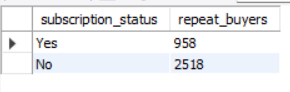 subscription_status repeat_buyers
Yes 958
No 2518